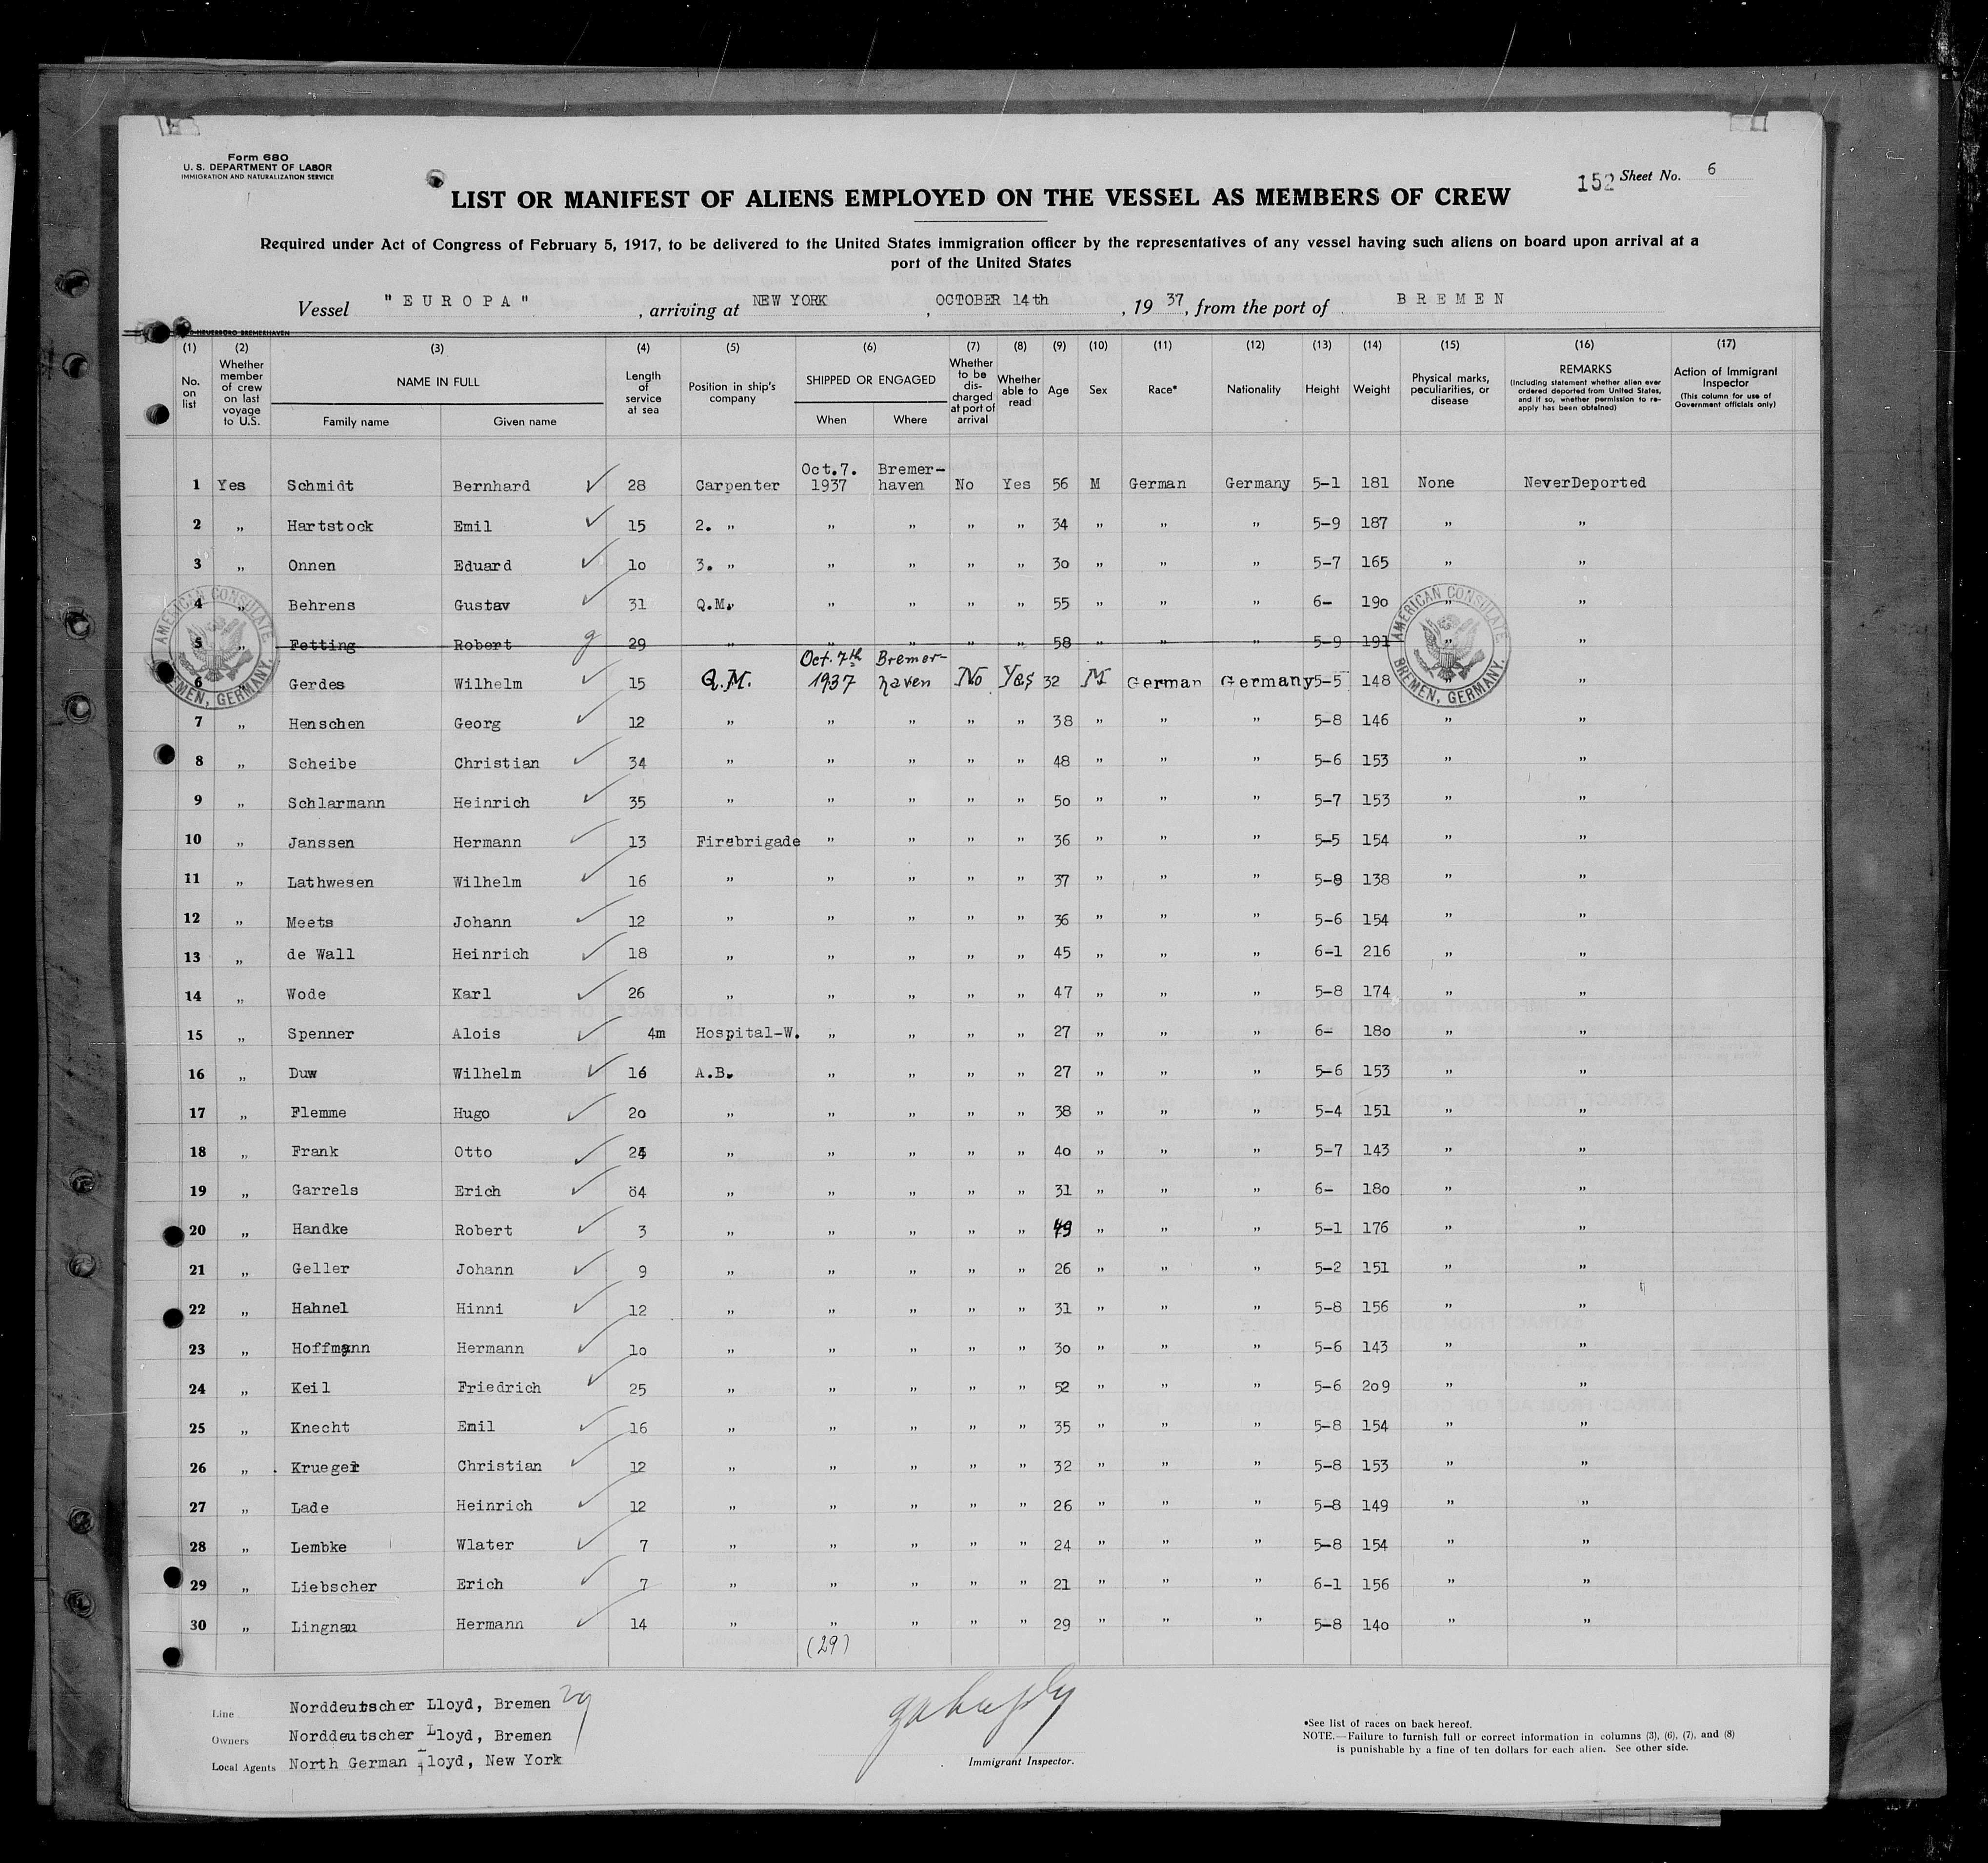 Form 680
U. S. DEPARTMENT OF LABOR
IMMIGRATION AND NATURALIZATION SERVICE
152 Sheet No. 6
LIST OR MANIFEST OF ALIENS EMPLOYED ON THE VESSEL AS MEMBERS OF CREW
Required under Act of Congress of February 5, 1917, to be delivered to the United States immigration officer by the representatives of any vessel having such aliens on board upon arrival at a
port of the United States
Vessel "EUROPA", arriving at NEW YORK, OCTOBER 14th, 1937, from the port of BREMEN
(1) (2) (3) (4) (5) (6) (7) (8) (9) (10) (11) (12) (13) (14) (15) (16) (17)
No. on list
Whether member of crew on last voyage to U.S.
NAME IN FULL
Family name Given name
Length of service at sea
Position in ship's company
SHIPPED OR ENGAGED
When Where
Whether to be discharged at port of arrival
Whether able to read
Age
Sex
Race*
Nationality
Height
Weight
Physical marks, peculiarities, or disease
REMARKS
(Including statement whether alien ever ordered deported from United States, and if so, whether permission to re-apply has been obtained)
Action of Immigrant Inspector
(This column for use of Government officials only)
1 Yes Schmidt Bernhard ✓ 28 Carpenter Oct.7. 1937 Bremer-haven No Yes 56 M German Germany 5-1 181 None NeverDeported
2 " Hartstock Emil ✓ 15 2. " " " " " 34 " " " 5-9 187 " "
3 " Onnen Eduard ✓ 10 3. " " " " " 30 " " " 5-7 165 " "
4 " Behrens Gustav ✓ 31 Q.M. " " " " 55 " " " 6- 190 " "
5 " Fetting Robert 29 " " " " " 58 " " " 5-9 191 " "
6 " Gerdes Wilhelm ✓ 15 Q.M. Oct. 7th 1937 Bremer-haven No Yes 32 M German Germany 5-5 148 " "
7 " Henschen Georg ✓ 12 " " " " " 38 " " " 5-8 146 " "
8 " Scheibe Christian ✓ 34 " " " " " 48 " " " 5-6 153 " "
9 " Schlarmann Heinrich ✓ 35 " " " " " 50 " " " 5-7 153 " "
10 " Janssen Hermann ✓ 13 Firebrigade " " " " 36 " " " 5-5 154 " "
11 " Lathwesen Wilhelm ✓ 16 " " " " " 37 " " " 5-8 138 " "
12 " Meets Johann ✓ 12 " " " " " 36 " " " 5-6 154 " "
13 " de Wall Heinrich ✓ 18 " " " " " 45 " " " 6-1 216 " "
14 " Wode Karl ✓ 26 " " " " " 47 " " " 5-8 174 " "
15 " Spenner Alois ✓ 4m Hospital-W. " " " " 27 " " " 6- 180 " "
16 " Duw Wilhelm ✓ 16 A.B. " " " " 27 " " " 5-6 153 " "
17 " Flemme Hugo ✓ 20 " " " " " 38 " " " 5-4 151 " "
18 " Frank Otto ✓ " " " " " 40 " " " 5-7 143 " "
19 " Garrels Erich ✓ " " " " " 31 " " " 6- 180 " "
20 " Handke Robert ✓ 3 " " " " " 49 " " " 5-1 176 " "
21 " Geller Johann ✓ 9 " " " " " 26 " " " 5-2 151 " "
22 " Hahnel Hinni ✓ 12 " " " " " 31 " " " 5-8 156 " "
23 " Hoffmann Hermann ✓ 10 " " " " " 30 " " " 5-6 143 " "
24 " Keil Friedrich ✓ 25 " " " " " 52 " " " 5-6 209 " "
25 " Knecht Emil ✓ 16 " " " " " 35 " " " 5-8 154 " "
26 " Krueger Christian ✓ 12 " " " " " 32 " " " 5-8 153 " "
27 " Lade Heinrich ✓ 12 " " " " " 26 " " " 5-8 149 " "
28 " Lembke Wlater ✓ 7 " " " " " 24 " " " 5-8 154 " "
29 " Liebscher Erich ✓ 7 " " " " " 21 " " " 6-1 156 " "
30 " Lingnau Hermann ✓ 14 " " " " " 29 " " " 5-8 140 " "
(29)
AMERICAN CONSULATE BREMEN, GERMANY.
AMERICAN CONSULATE BREMEN, GERMANY.
Line Norddeutscher Lloyd, Bremen 29
Owners Norddeutscher Lloyd, Bremen
Local Agents North German Lloyd, New York
Immigrant Inspector.
*See list of races on back hereof.
NOTE.—Failure to furnish full or correct information in columns (3), (6), (7), and (8)
is punishable by a fine of ten dollars for each alien. See other side.